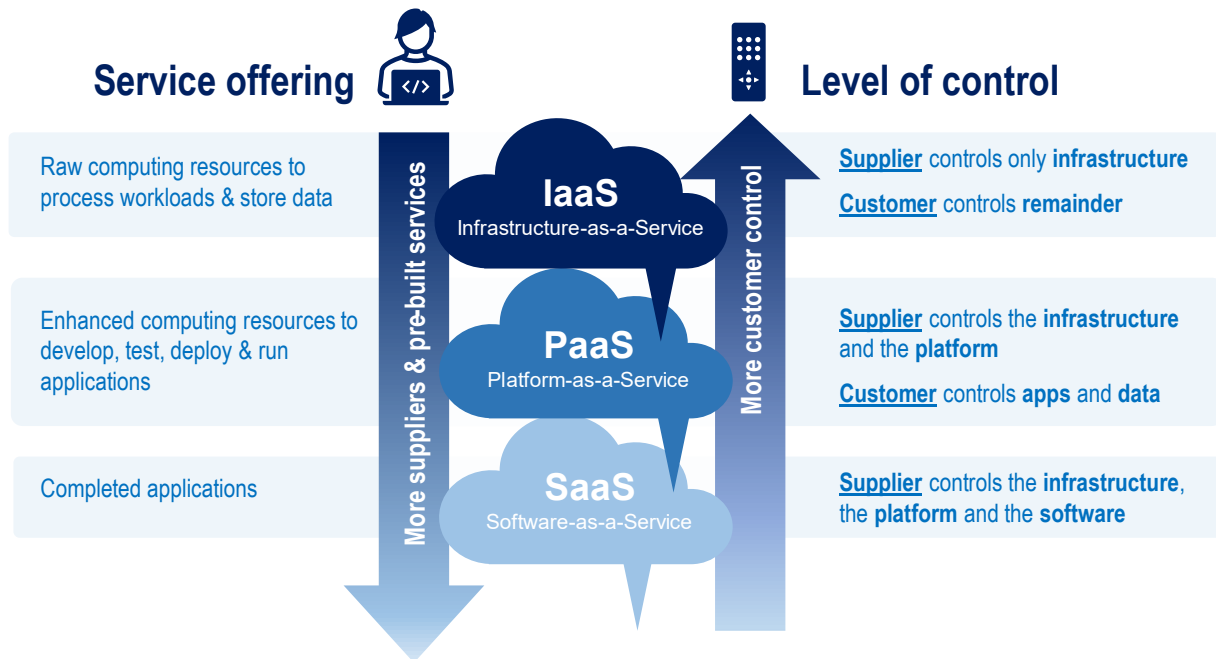 Service offering
</>
Level of control
Raw computing resources to
process workloads & store data
More suppliers & pre-built services
IaaS
Infrastructure-as-a-Service
More customer control
Supplier controls only infrastructure
Customer controls remainder
Enhanced computing resources to
develop, test, deploy & run
applications
PaaS
Platform-as-a-Service
Supplier controls the infrastructure
and the platform
Customer controls apps and data
Completed applications
SaaS
Software-as-a-Service
Supplier controls the infrastructure,
the platform and the software